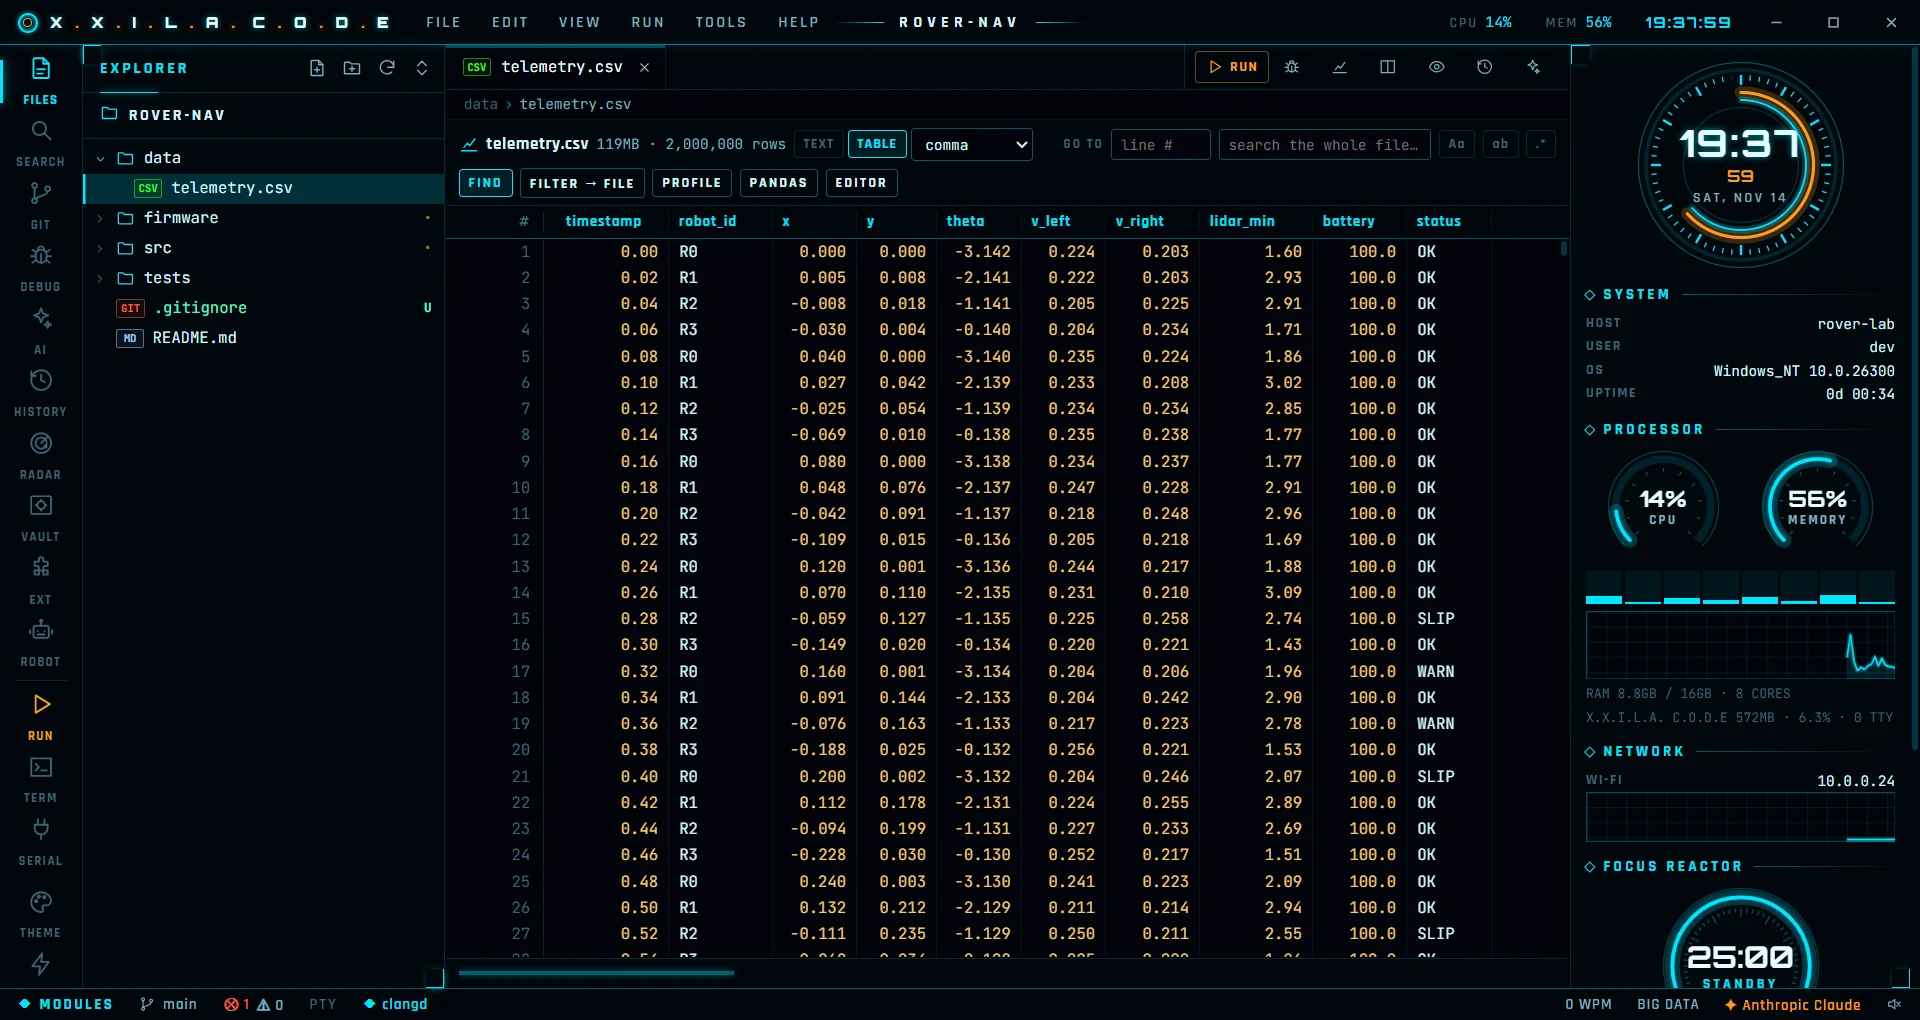 X.X.I.L.A. C.O.D.E
FILE EDIT VIEW RUN TOOLS HELP
ROVER-NAV
CPU 14% MEM 56% 19:37:59
FILES
SEARCH
GIT
DEBUG
AI
HISTORY
RADAR
VAULT
EXT
ROBOT
RUN
TERM
SERIAL
THEME
EXPLORER
ROVER-NAV
data
CSV telemetry.csv
firmware
src
tests
GIT .gitignore U
MD README.md
CSV telemetry.csv
RUN
data › telemetry.csv
telemetry.csv 119MB · 2,000,000 rows TEXT TABLE comma GO TO line # search the whole file… Aa ab .*
FIND FILTER → FILE PROFILE PANDAS EDITOR
# timestamp robot_id x y theta v_left v_right lidar_min battery status
1 0.00 R0 0.000 0.000 -3.142 0.224 0.203 1.60 100.0 OK
2 0.02 R1 0.005 0.008 -2.141 0.222 0.203 2.93 100.0 OK
3 0.04 R2 -0.008 0.018 -1.141 0.205 0.225 2.91 100.0 OK
4 0.06 R3 -0.030 0.004 -0.140 0.204 0.234 1.71 100.0 OK
5 0.08 R0 0.040 0.000 -3.140 0.235 0.224 1.86 100.0 OK
6 0.10 R1 0.027 0.042 -2.139 0.233 0.208 3.02 100.0 OK
7 0.12 R2 -0.025 0.054 -1.139 0.234 0.234 2.85 100.0 OK
8 0.14 R3 -0.069 0.010 -0.138 0.235 0.238 1.77 100.0 OK
9 0.16 R0 0.080 0.000 -3.138 0.234 0.237 1.77 100.0 OK
10 0.18 R1 0.048 0.076 -2.137 0.247 0.228 2.91 100.0 OK
11 0.20 R2 -0.042 0.091 -1.137 0.218 0.248 2.96 100.0 OK
12 0.22 R3 -0.109 0.015 -0.136 0.205 0.218 1.69 100.0 OK
13 0.24 R0 0.120 0.001 -3.136 0.244 0.217 1.88 100.0 OK
14 0.26 R1 0.070 0.110 -2.135 0.231 0.210 3.09 100.0 OK
15 0.28 R2 -0.059 0.127 -1.135 0.225 0.258 2.74 100.0 SLIP
16 0.30 R3 -0.149 0.020 -0.134 0.220 0.221 1.43 100.0 OK
17 0.32 R0 0.160 0.001 -3.134 0.204 0.206 1.96 100.0 WARN
18 0.34 R1 0.091 0.144 -2.133 0.204 0.242 2.90 100.0 OK
19 0.36 R2 -0.076 0.163 -1.133 0.217 0.223 2.78 100.0 WARN
20 0.38 R3 -0.188 0.025 -0.132 0.256 0.221 1.53 100.0 OK
21 0.40 R0 0.200 0.002 -3.132 0.204 0.246 2.07 100.0 SLIP
22 0.42 R1 0.112 0.178 -2.131 0.224 0.255 2.89 100.0 OK
23 0.44 R2 -0.094 0.199 -1.131 0.227 0.233 2.69 100.0 OK
24 0.46 R3 -0.228 0.030 -0.130 0.252 0.217 1.51 100.0 OK
25 0.48 R0 0.240 0.003 -3.130 0.241 0.223 2.09 100.0 OK
26 0.50 R1 0.132 0.212 -2.129 0.211 0.214 2.94 100.0 OK
27 0.52 R2 -0.111 0.235 -1.129 0.250 0.211 2.55 100.0 SLIP
19:37
59
SAT, NOV 14
SYSTEM
HOST rover-lab
USER dev
OS Windows_NT 10.0.26300
UPTIME 0d 00:34
PROCESSOR
14% CPU
56% MEMORY
RAM 8.8GB / 16GB · 8 CORES
X.X.I.L.A. C.O.D.E 572MB · 6.3% · 0 TTY
NETWORK
WI-FI 10.0.0.24
FOCUS REACTOR
25:00
STANDBY
MODULES main 1 0 PTY clangd
0 WPM BIG DATA Anthropic Claude